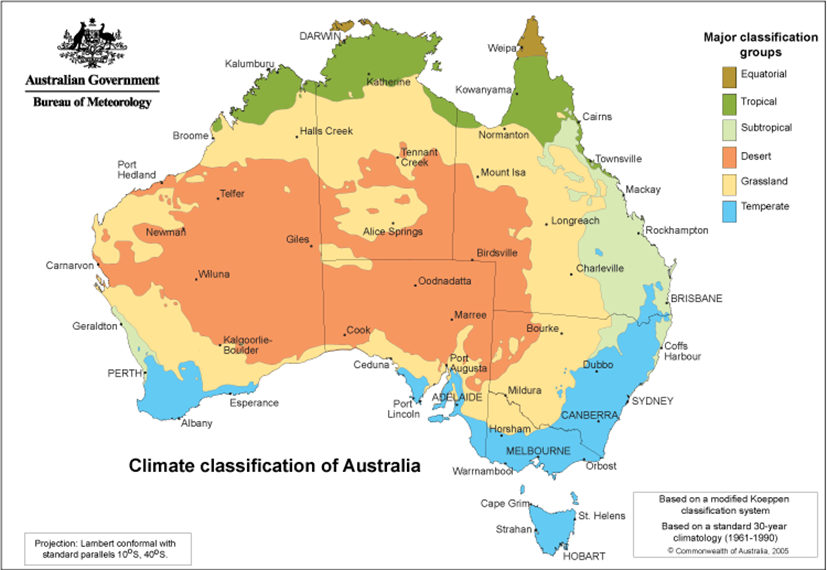 Australian Government
Bureau of Meteorology
Major classification
groups
Equatorial
Tropical
Subtropical
Desert
Grassland
Temperate
DARWIN
Weipa
Kalumburu
Katherine
Kowanyama
Cairns
Broome
Halls Creek
Normanton
Tennant
Creek
Townsville
Port
Hedland
Mount Isa
Mackay
Telfer
Longreach
Newman
Alice Springs
Rockhampton
Giles
Birdsville
Carnarvon
Wiluna
Charleville
Oodnadatta
BRISBANE
Geraldton
Marree
Bourke
Cook
Kalgoorlie-
Boulder
Coffs
Harbour
Ceduna
Port
Augusta
Dubbo
PERTH
Mildura
Esperance
Port
Lincoln
ADELAIDE
SYDNEY
CANBERRA
Albany
Horsham
MELBOURNE
Climate classification of Australia
Warrnambool
Orbost
Cape Grim
St. Helens
Strahan
HOBART
Based on a modified Koeppen
classification system
Based on a standard 30-year
climatology (1961-1990)
© Commonwealth of Australia, 2005
Projection: Lambert conformal with
standard parallels 10°S, 40°S.